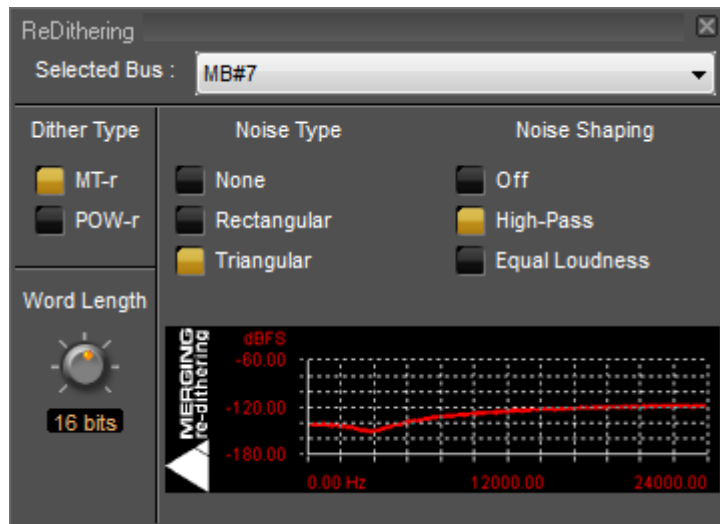 ReDithering
Selected Bus : MB#7
Dither Type
MT-r
POW-r
Word Length
16 bits
Noise Type
None
Rectangular
Triangular
Noise Shaping
Off
High-Pass
Equal Loudness
MERGING
re-dithering
dBFS
-60.00
-120.00
-180.00
0.00 Hz 12000.00 24000.00